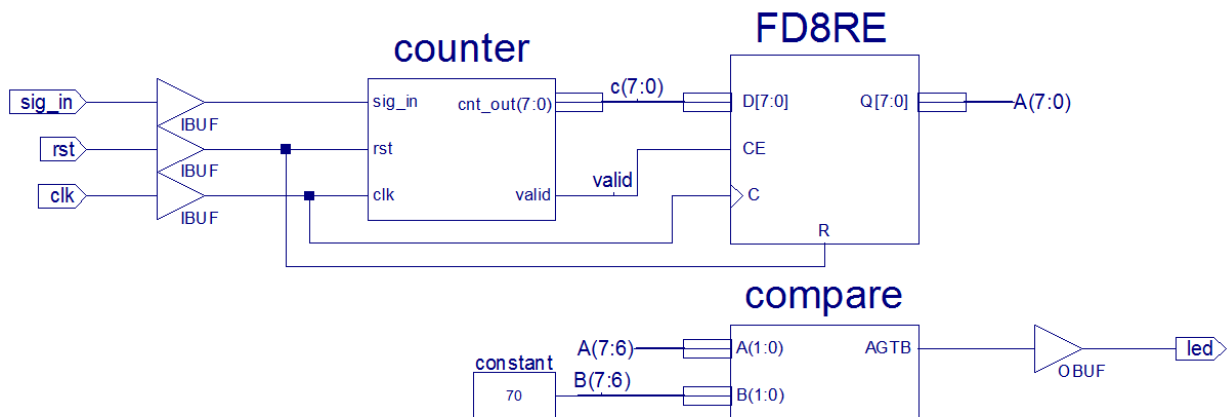 counter
FD8RE
sig_in
IBUF
sig_in
cnt_out(7:0)
c(7:0)
D[7:0]
Q[7:0]
A(7:0)
rst
IBUF
rst
CE
clk
IBUF
clk
valid
valid
C
R
compare
A(7:6)
A(1:0)
AGTB
OBUF
led
constant
70
B(7:6)
B(1:0)